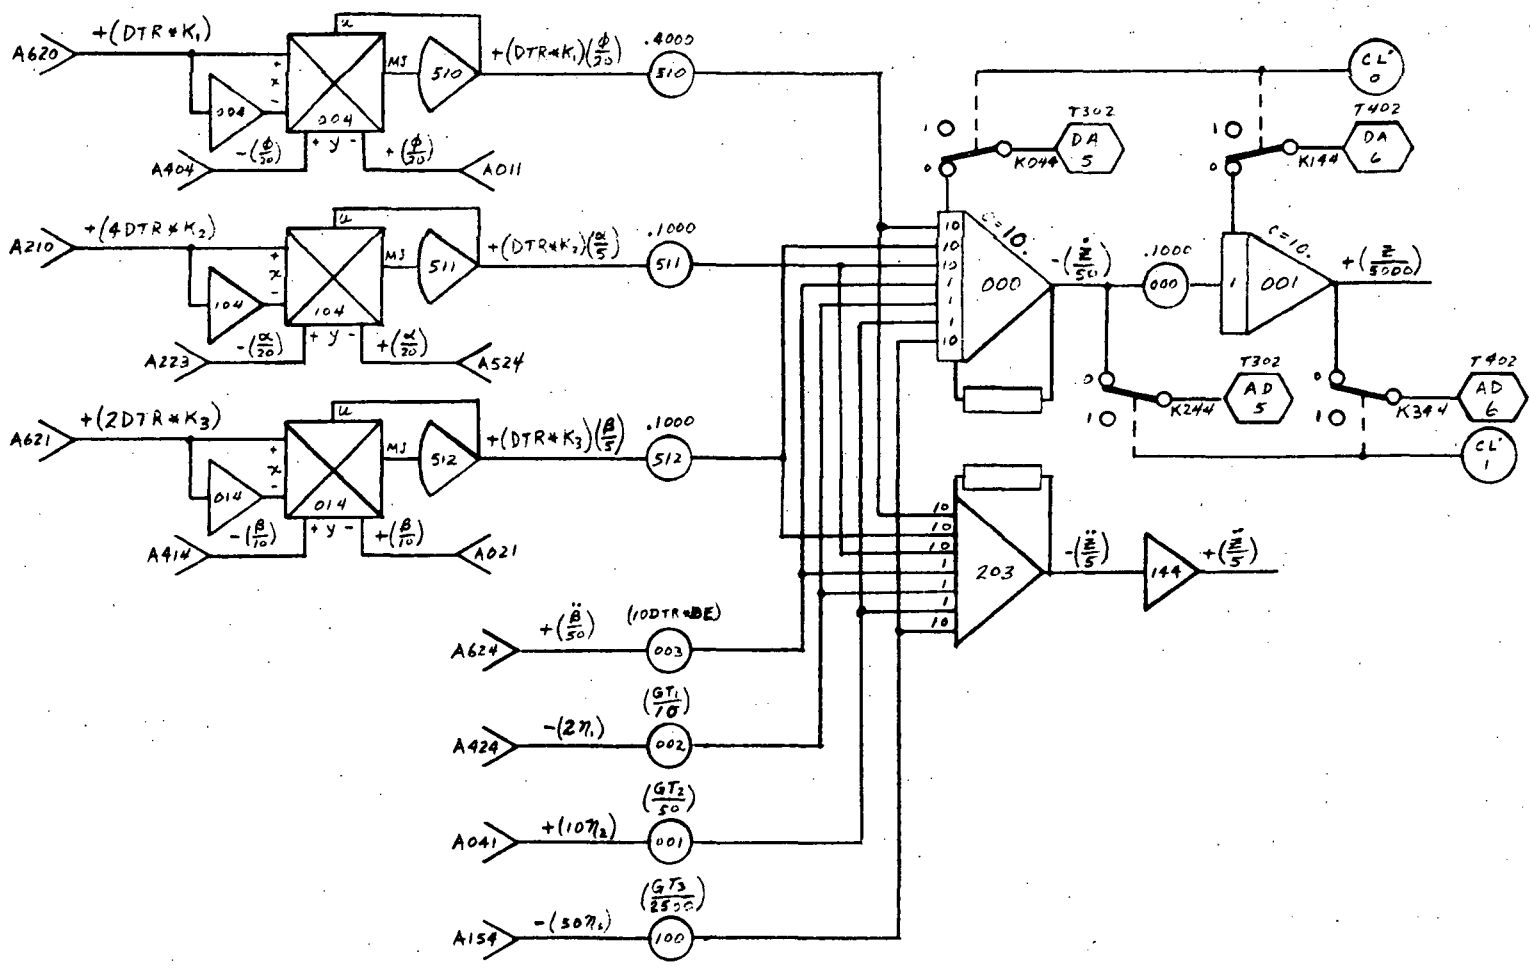 A620
+(DTR*K₁)
u
+
x
-
004
004
MJ
510
+(DTR*K₁)(φ/20)
.4000
510
A404
-(φ/20)
+ y -
+(φ/20)
A011
A210
+(4DTR*K₂)
u
+
x
-
104
104
MJ
511
+(DTR*K₂)(α/5)
.1000
511
A223
-(α/20)
+ y -
+(α/20)
A524
A621
+(2DTR*K₃)
u
+
x
-
014
014
MJ
512
+(DTR*K₃)(β/5)
.1000
512
A414
-(β/10)
+ y -
+(β/10)
A021
A624
+(β̈/50)
(10DTR*BE)
003
A424
-(2η₁)
(GT₁/10)
002
A041
+(10η₂)
(GT₂/50)
001
A154
(GT₃/2500)
100
CL'
0
1
0
K044
T302
DA
5
1
0
K144
T402
DA
6
10
10
10
1
1
1
10
C=10.
000
-(Ż/50)
.1000
000
1
C=10.
001
+(Z/5000)
0
1
K244
T302
AD
5
0
1
K344
T402
AD
6
CL'
1
10
10
10
1
1
1
10
203
-(Z̈/5)
144
+(Z̈/5)